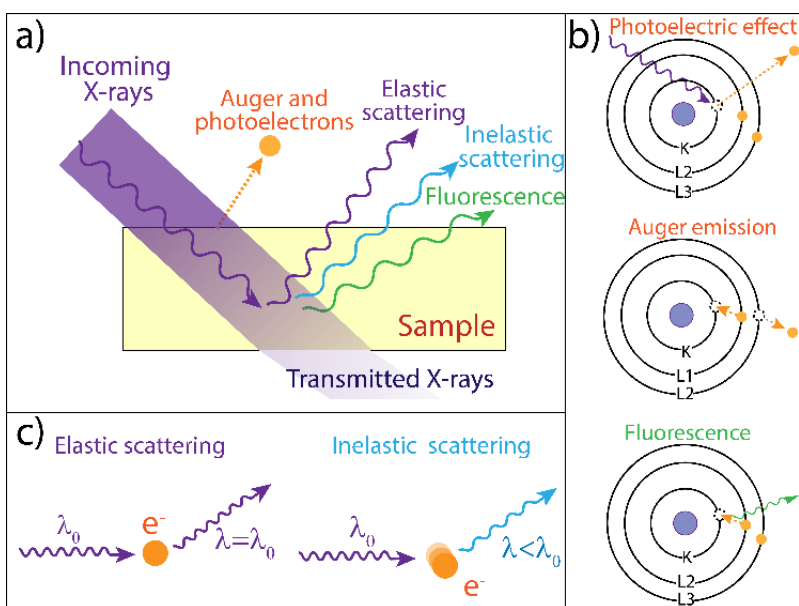 a)
Incoming
X-rays
Auger and
photoelectrons
Elastic
scattering
Inelastic
scattering
Fluorescence
Sample
Transmitted X-rays
b)
Photoelectric effect
K
L2
L3
Auger emission
K
L1
L2
Fluorescence
K
L2
L3
c)
Elastic scattering
λ₀
e⁻
λ=λ₀
Inelastic scattering
λ₀
e⁻
λ<λ₀